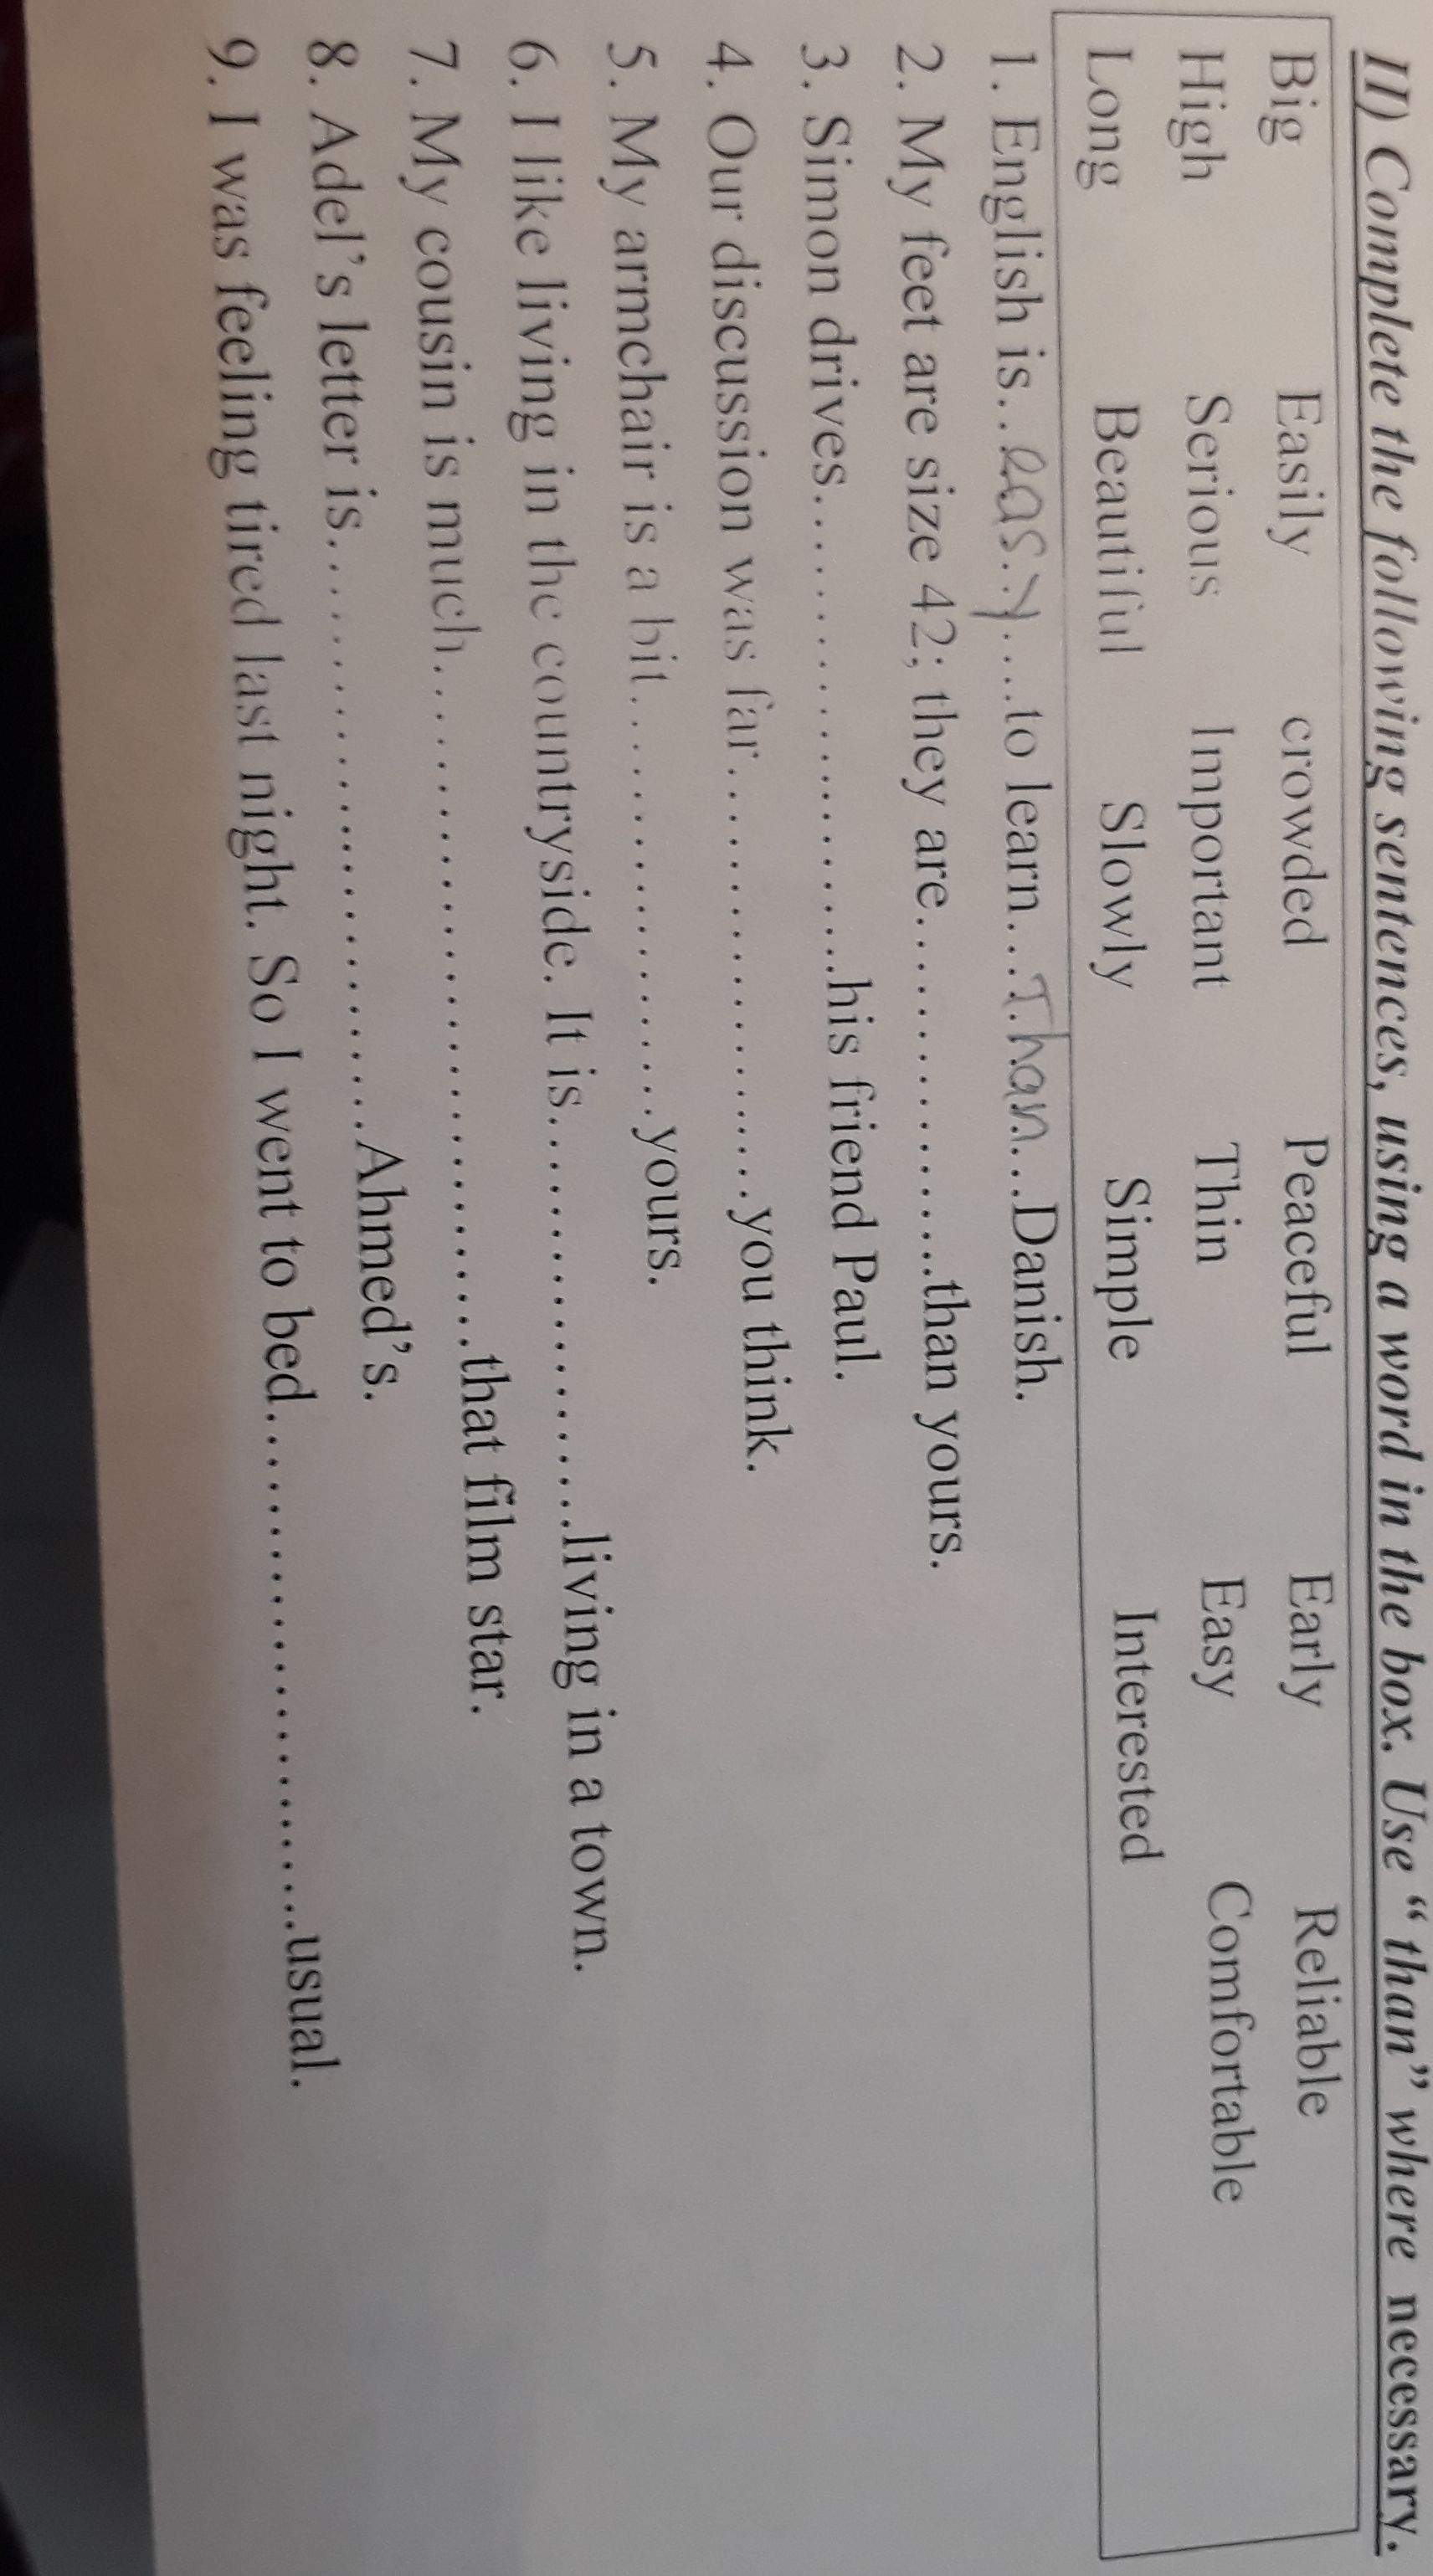 II) Complete the following sentences, using a word in the box. Use “ than” where necessary.
Big Easily crowded Peaceful Early Reliable
High Serious Important Thin Easy Comfortable
Long Beautiful Slowly Simple Interested
1. English is...easy....to learn...Than...Danish.
2. My feet are size 42; they are........................than yours.
3. Simon drives..............................his friend Paul.
4. Our discussion was far...........................you think.
5. My armchair is a bit..........................yours.
6. I like living in the countryside. It is..........................living in a town.
7. My cousin is much..........................................that film star.
8. Adel’s letter is.....................................Ahmed’s.
9. I was feeling tired last night. So I went to bed................................usual.